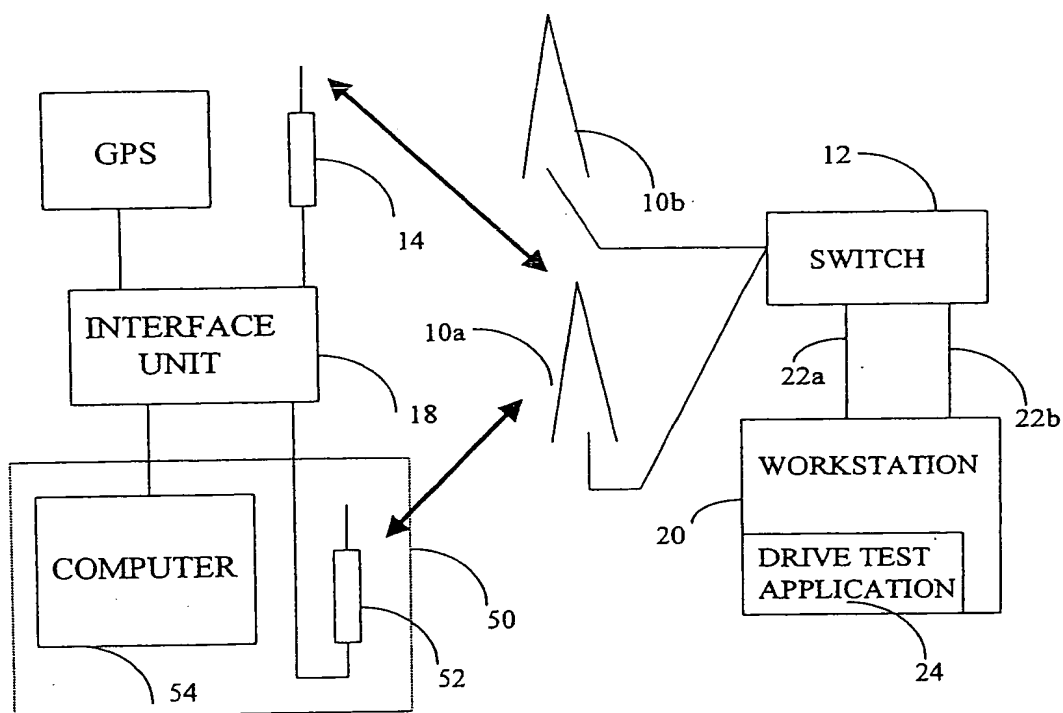 GPS
14
10b
12
SWITCH
INTERFACE
UNIT
18
10a
22a
22b
WORKSTATION
20
DRIVE TEST
APPLICATION
24
COMPUTER
50
52
54